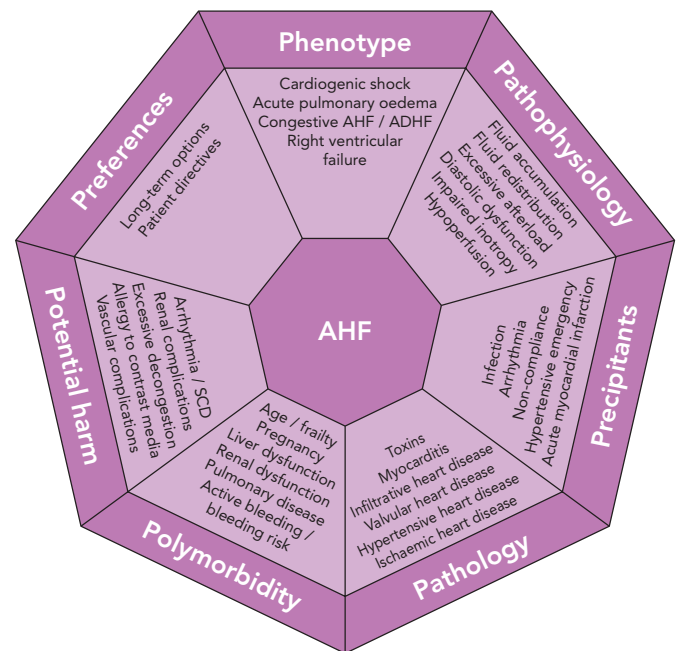 Phenotype
Cardiogenic shock
Acute pulmonary oedema
Congestive AHF / ADHF
Right ventricular
failure
Pathophysiology
Fluid accumulation
Fluid redistribution
Excessive afterload
Diastolic dysfunction
Impaired inotropy
Hypoperfusion
Precipitants
Infection
Arrhythmia
Non-compliance
Hypertensive emergency
Acute myocardial infarction
Pathology
Toxins
Myocarditis
Infiltrative heart disease
Valvular heart disease
Hypertensive heart disease
Ischaemic heart disease
Polymorbidity
Age / frailty
Pregnancy
Liver dysfunction
Renal dysfunction
Pulmonary disease
Active bleeding /
bleeding risk
Potential harm
Arrhythmia / SCD
Renal complications
Excessive decongestion
Allergy to contrast media
Vascular complications
Preferences
Long-term options
Patient directives
AHF